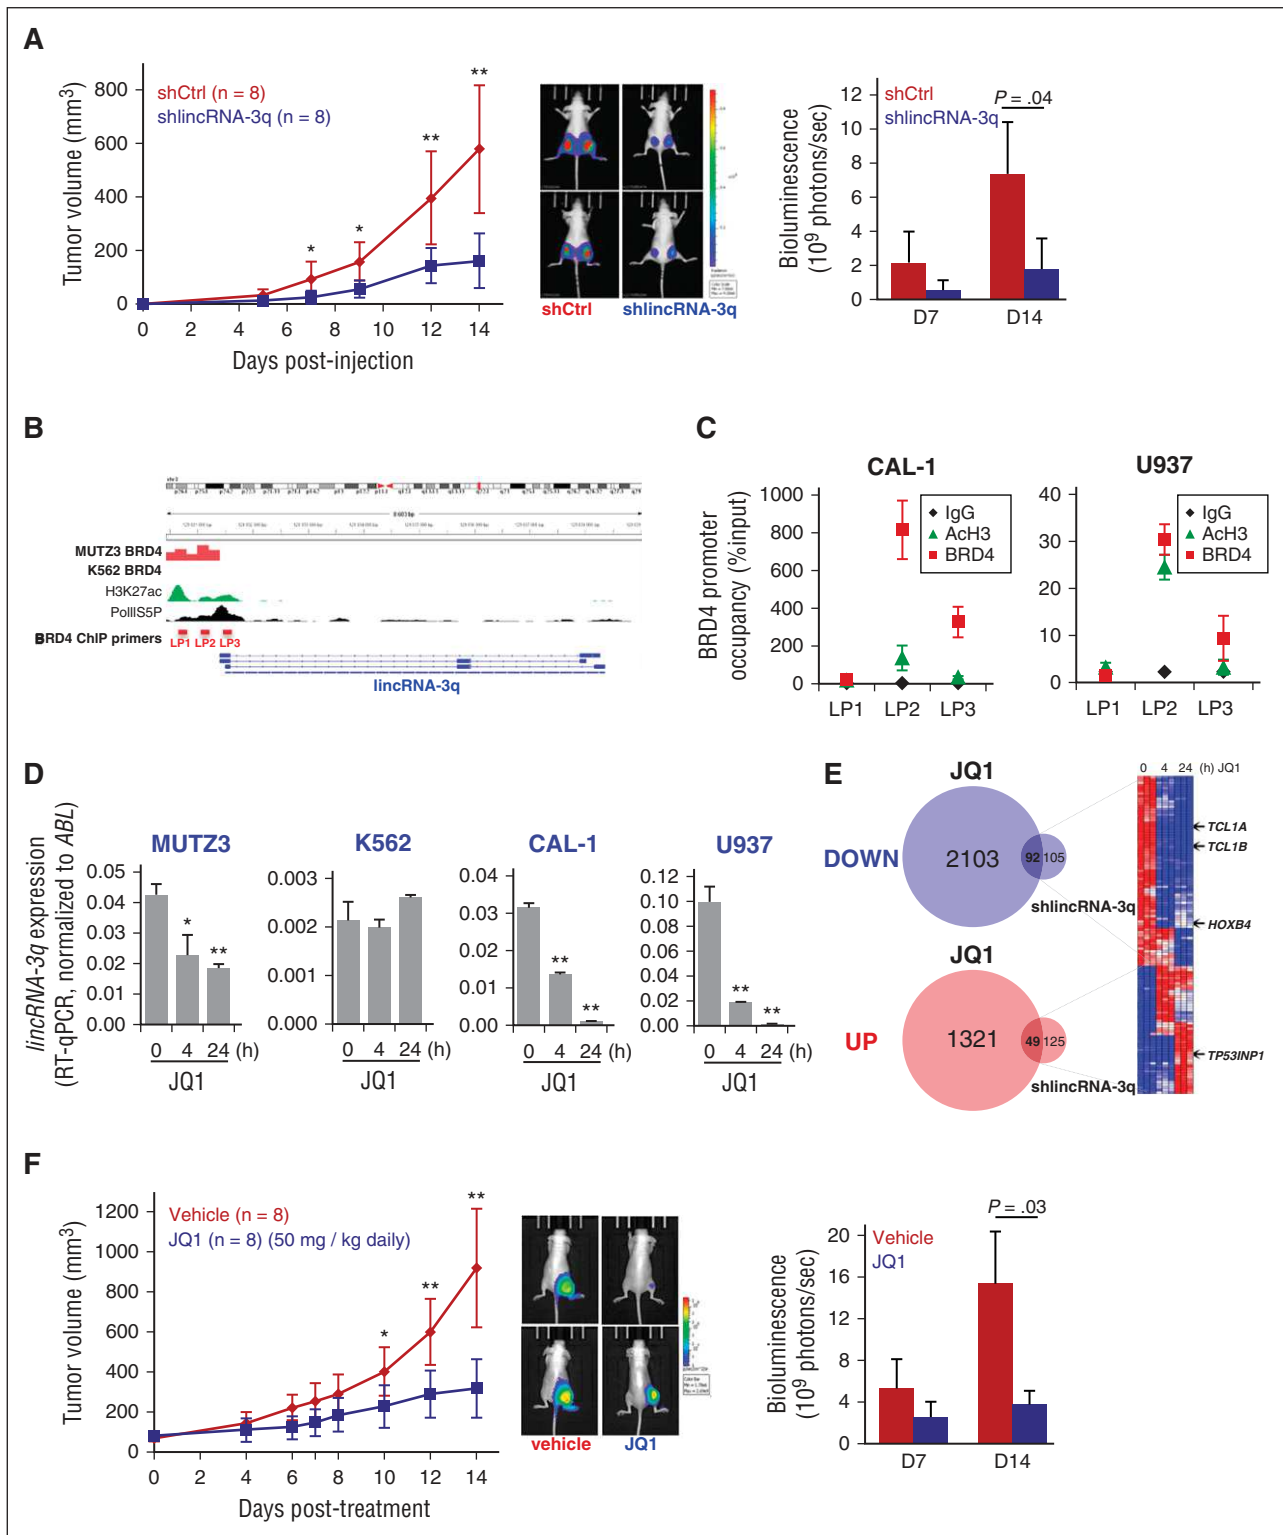 A
Tumor volume (mm³)
800
600
400
200
0
shCtrl (n = 8)
shlincRNA-3q (n = 8)
*
*
**
**
0 2 4 6 8 10 12 14
Days post-injection
shCtrl shlincRNA-3q
Bioluminescence
(10⁹ photons/sec)
12
10
8
6
4
2
0
shCtrl
shlincRNA-3q
P = .04
D7 D14
B
MUTZ3 BRD4
K562 BRD4
H3K27ac
PolIIS5P
BRD4 ChIP primers
LP1 LP2 LP3
lincRNA-3q
C
BRD4 promoter
occupancy (%input)
CAL-1
1000
800
600
400
200
0
IgG
AcH3
BRD4
LP1 LP2 LP3
U937
40
30
20
10
0
IgG
AcH3
BRD4
LP1 LP2 LP3
D
lincRNA-3q expression
(RT-qPCR, normalized to ABL)
MUTZ3
0.05
0.04
0.03
0.02
0.01
0.00
*
**
0 4 24 (h)
JQ1
K562
0.003
0.002
0.001
0.000
0 4 24 (h)
JQ1
CAL-1
0.04
0.03
0.02
0.01
0.00
**
**
0 4 24 (h)
JQ1
U937
0.12
0.10
0.08
0.06
0.04
0.02
0.00
**
**
0 4 24 (h)
JQ1
E
JQ1
DOWN
2103
92 105
shlincRNA-3q
JQ1
UP
1321
49 125
shlincRNA-3q
0 4 24 (h) JQ1
TCL1A
TCL1B
HOXB4
TP53INP1
F
Tumor volume (mm³)
1200
1000
800
600
400
200
0
Vehicle (n = 8)
JQ1 (n = 8) (50 mg / kg daily)
*
**
**
0 2 4 6 8 10 12 14
Days post-treatment
vehicle JQ1
Bioluminescence
(10⁹ photons/sec)
20
16
12
8
4
0
Vehicle
JQ1
P = .03
D7 D14